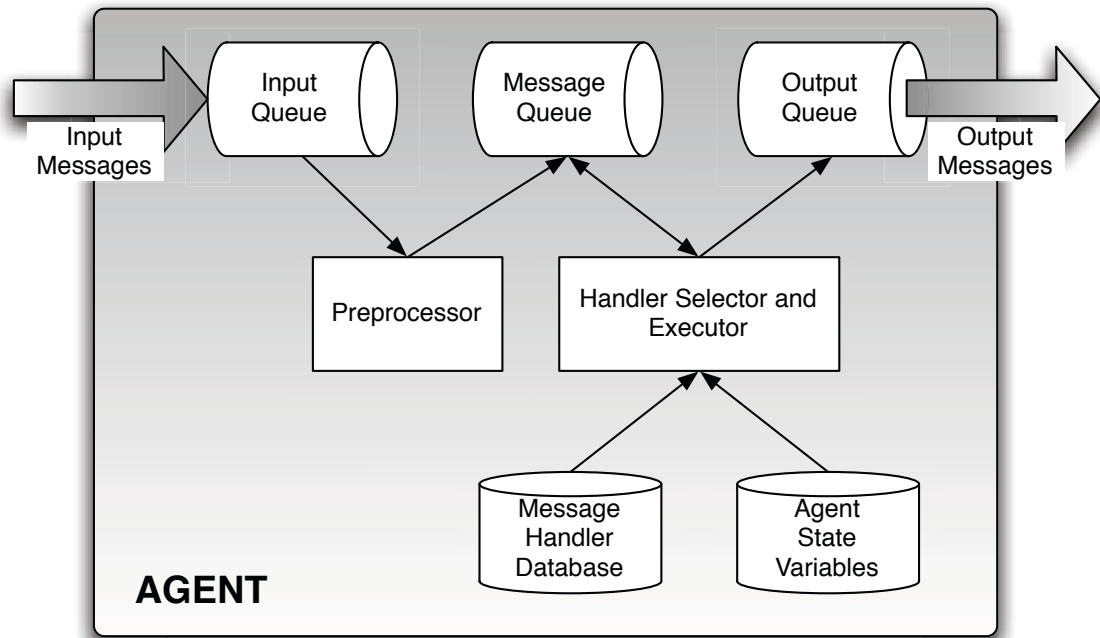 Input
Queue
Message
Queue
Output
Queue
Input
Messages
Output
Messages
Preprocessor
Handler Selector and
Executor
Message
Handler
Database
Agent
State
Variables
AGENT